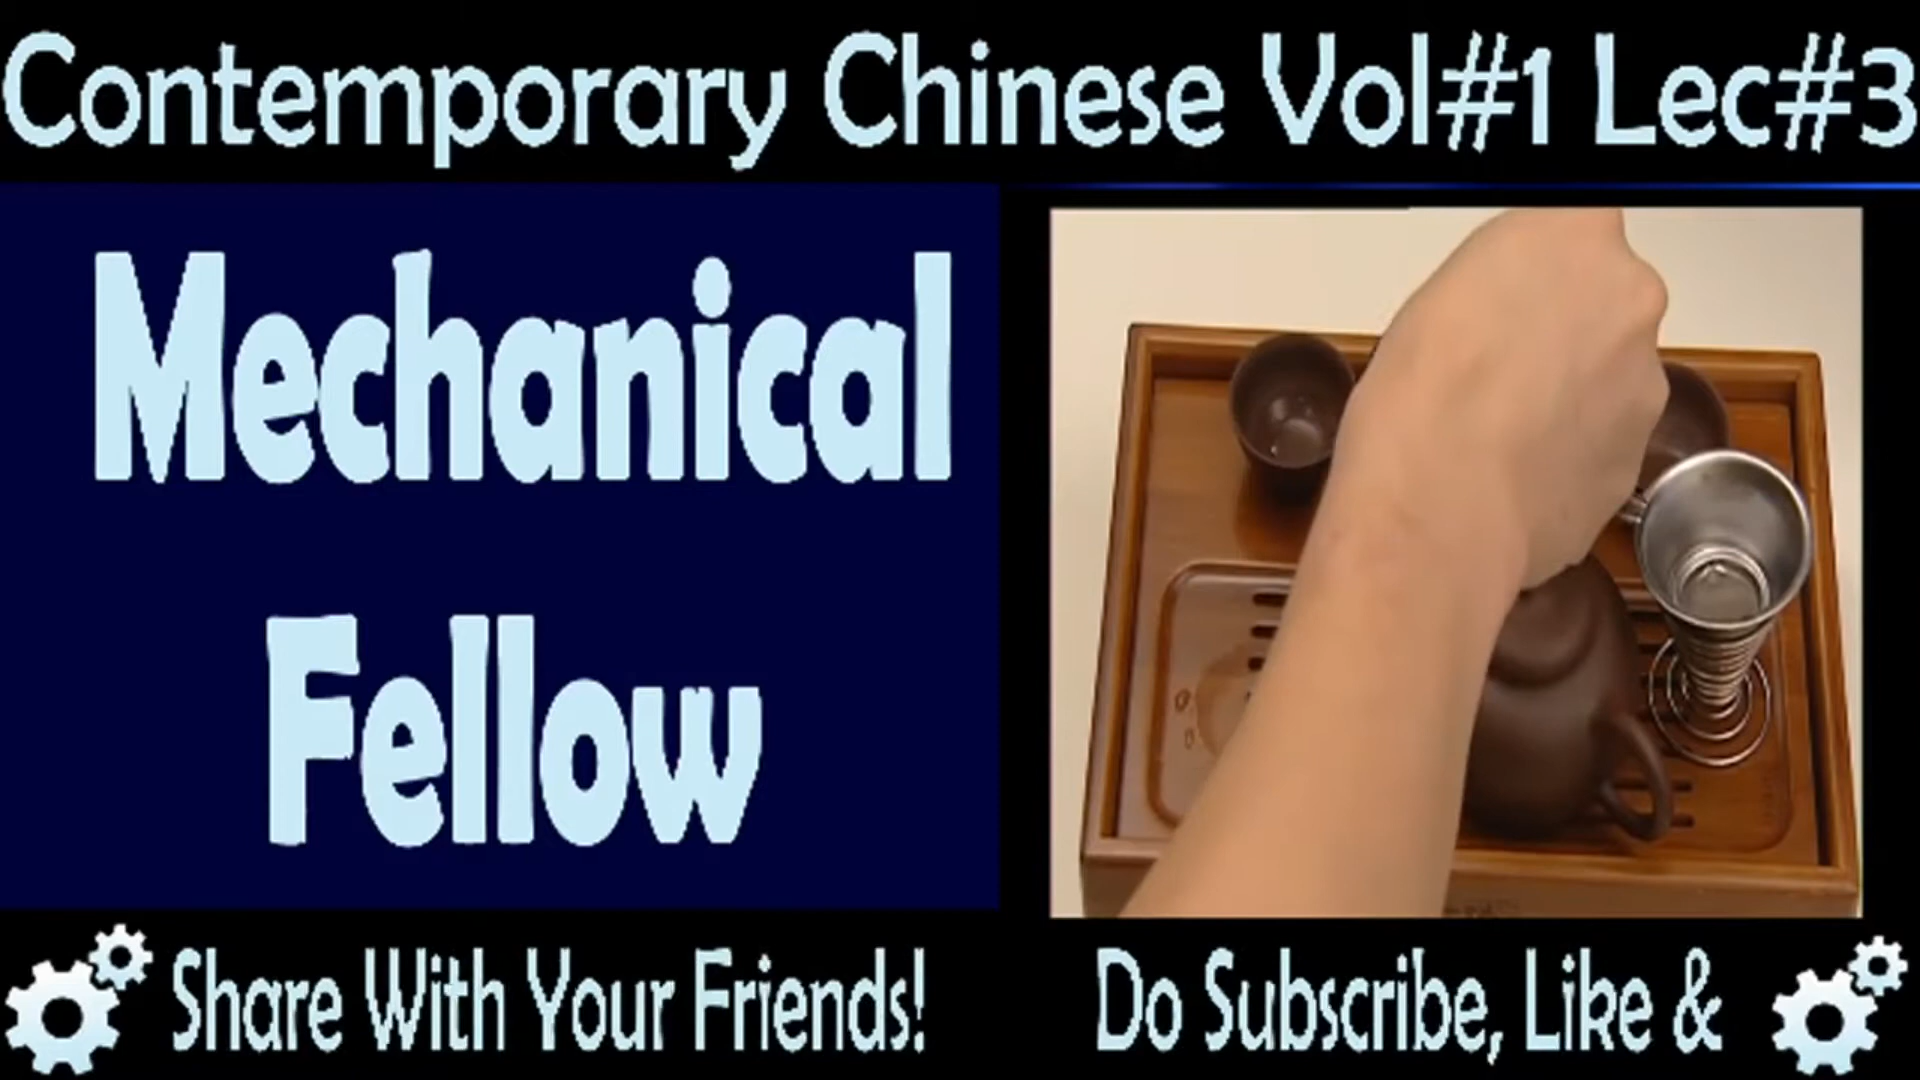 Contemporary Chinese Vol#1 Lec#3
Mechanical
Fellow
Share With Your Friends!
Do Subscribe, Like &